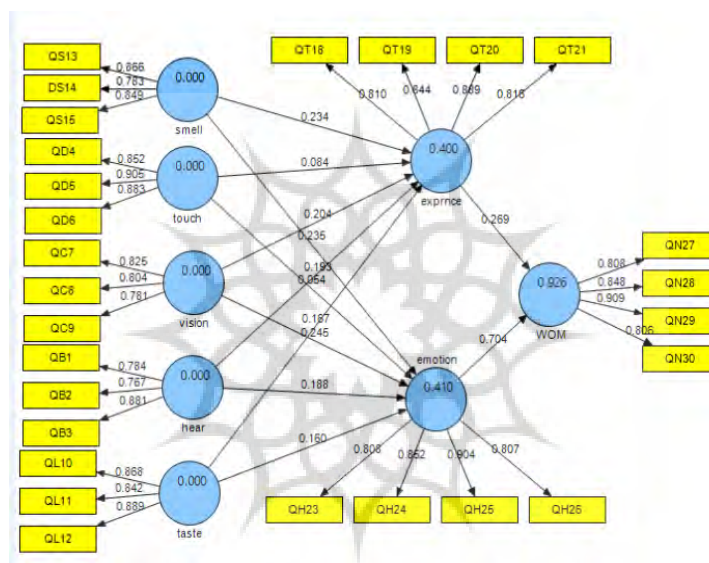 QS13
DS14
QS15
0.866
0.783
0.849
0.000
smell
QD4
QD5
QD6
0.852
0.905
0.883
0.000
touch
QC7
QC8
QC9
0.825
0.804
0.781
0.000
vision
QB1
QB2
QB3
0.784
0.767
0.881
0.000
hear
QL10
QL11
QL12
0.868
0.842
0.889
0.000
taste
QT18
QT19
QT20
QT21
0.810
0.844
0.889
0.818
0.400
exprnce
0.234
0.084
0.204
0.235
0.193
0.054
0.167
0.245
0.188
0.160
emotion
0.410
0.808
0.862
0.904
0.807
QH23
QH24
QH25
QH26
0.269
0.704
0.926
WOM
0.808
0.848
0.909
0.806
QN27
QN28
QN29
QN30